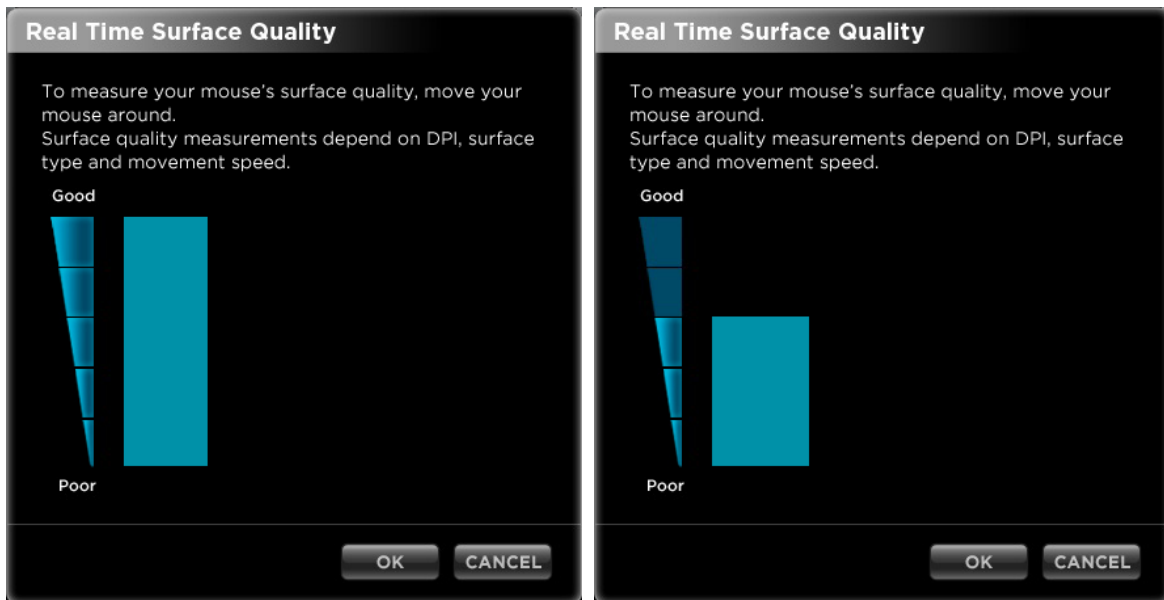 Real Time Surface Quality
To measure your mouse's surface quality, move your
mouse around.
Surface quality measurements depend on DPI, surface
type and movement speed.
Good
Poor
OK
CANCEL
Real Time Surface Quality
To measure your mouse's surface quality, move your
mouse around.
Surface quality measurements depend on DPI, surface
type and movement speed.
Good
Poor
OK
CANCEL